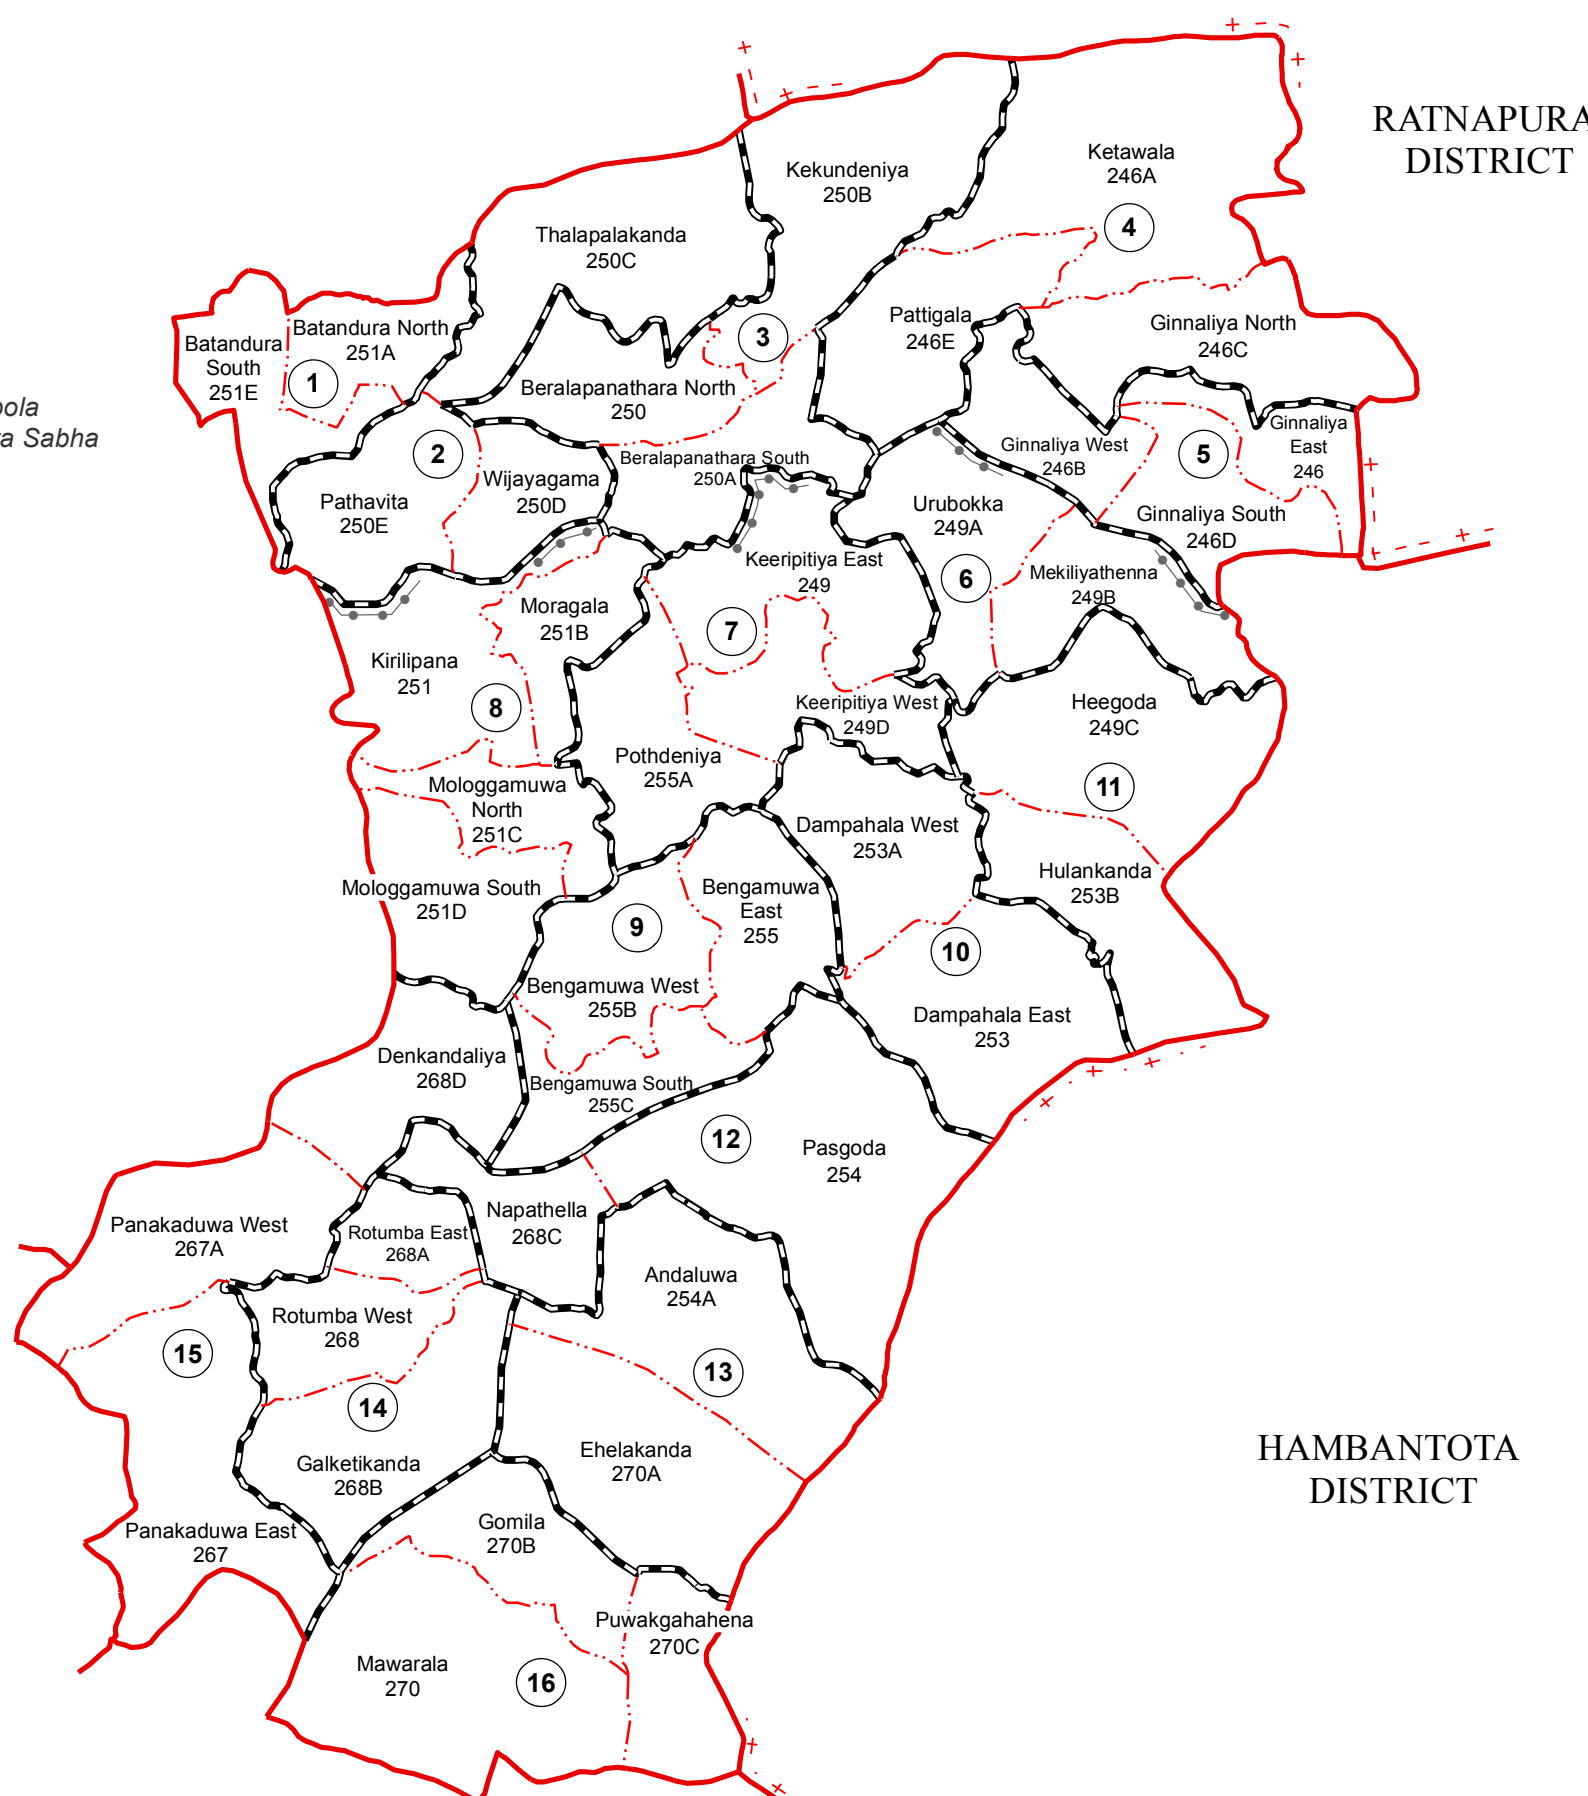 RATNAPURA
DISTRICT
Ketawala
246A
Kekundeniya
250B
4
Thalapalakanda
250C
Batandura North
251A
Batandura
South
251E
1
3
Pattigala
246E
Ginnaliya North
246C
Beralapanathara North
250
ta Sabha
2
Ginnaliya West
246B
5
Ginnaliya
East
246
Beralapanathara South
250A
Wijayagama
250D
Pathavita
250E
Urubokka
249A
Ginnaliya South
246D
Keeripitiya East
249
6
Mekiliyathenna
249B
Moragala
251B
7
Kirilipana
251
8
Keeripitiya West
249D
Heegoda
249C
Pothdeniya
255A
Mologgamuwa
North
251C
11
Dampahala West
253A
Hulankanda
253B
Mologgamuwa South
251D
Bengamuwa
East
255
9
10
Bengamuwa West
255B
Dampahala East
253
Denkandaliya
268D
Bengamuwa South
255C
12
Pasgoda
254
Panakaduwa West
267A
Rotumba East
268A
Napathella
268C
Andaluwa
254A
Rotumba West
268
15
13
14
Galketikanda
268B
Ehelakanda
270A
HAMBANTOTA
DISTRICT
Panakaduwa East
267
Gomila
270B
Puwakgahahena
270C
Mawarala
270
16